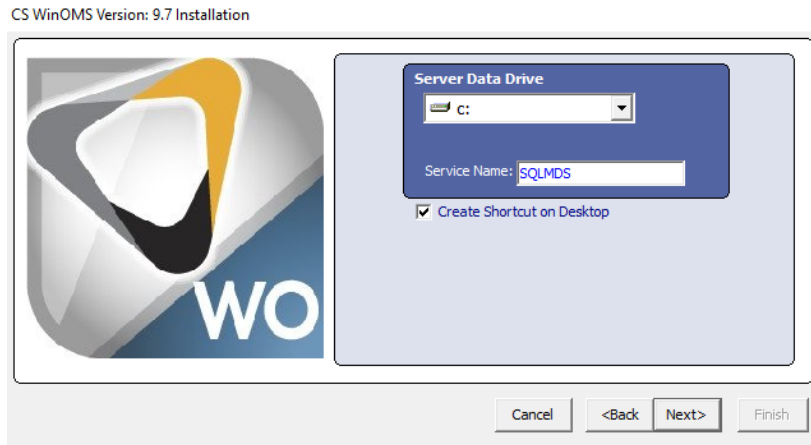 CS WinOMS Version: 9.7 Installation
Server Data Drive
c:
Service Name: SQLMDS
Create Shortcut on Desktop
WO
Cancel
<Back
Next>
Finish